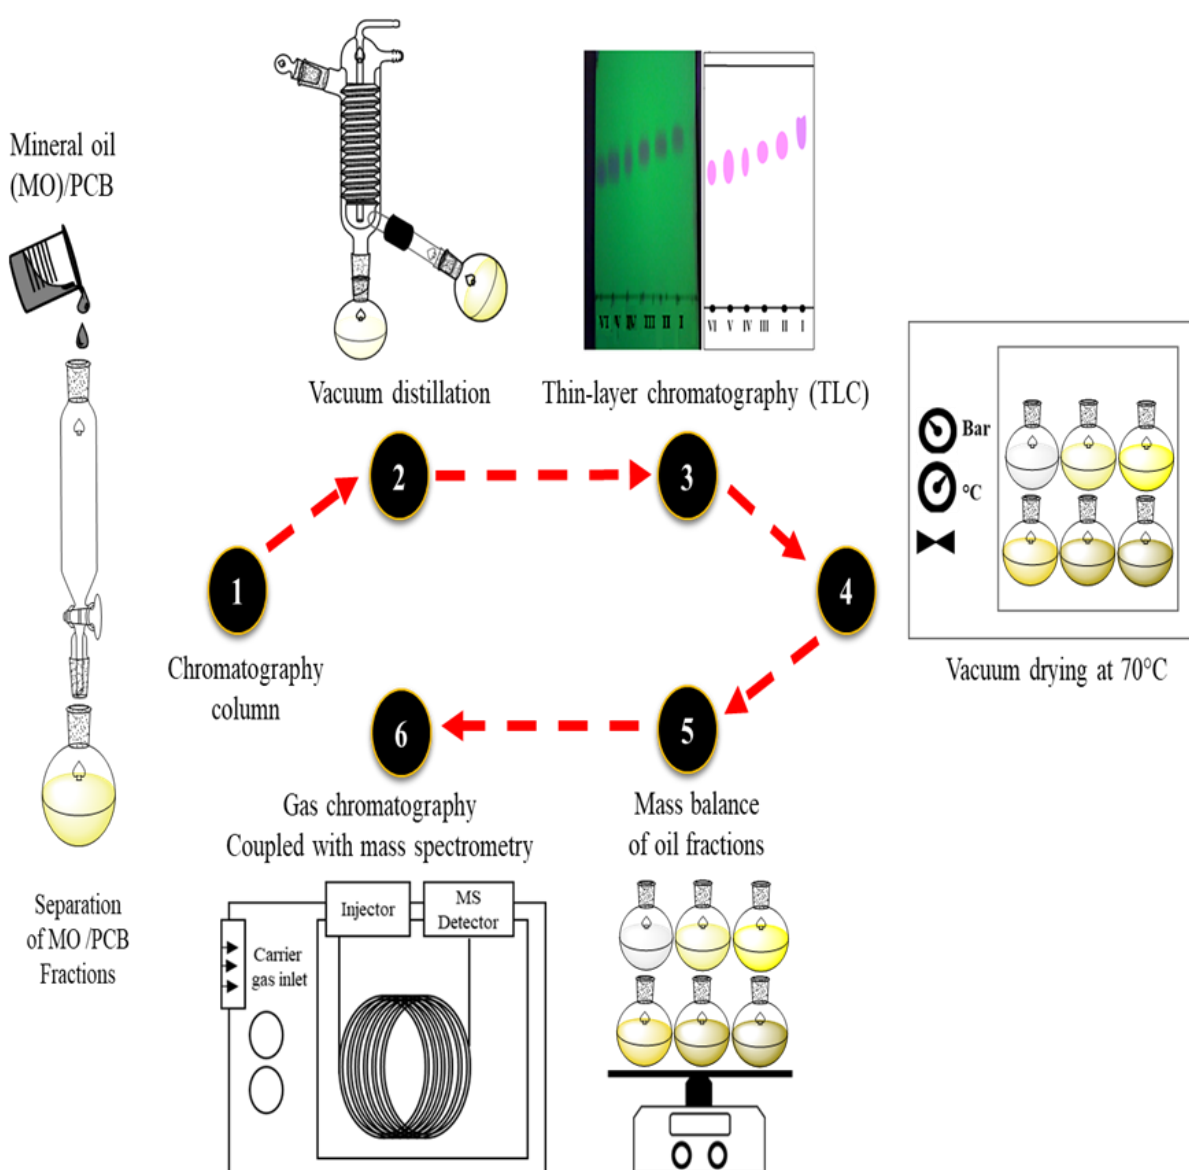 Mineral oil
(MO)/PCB
Separation
of MO /PCB
Fractions
1
Chromatography
column
2
Vacuum distillation
3
Thin-layer chromatography (TLC)
VI V IV III II I
VI V IV III II I
4
Bar
°C
Vacuum drying at 70°C
5
Mass balance
of oil fractions
6
Gas chromatography
Coupled with mass spectrometry
Injector
MS
Detector
Carrier
gas inlet